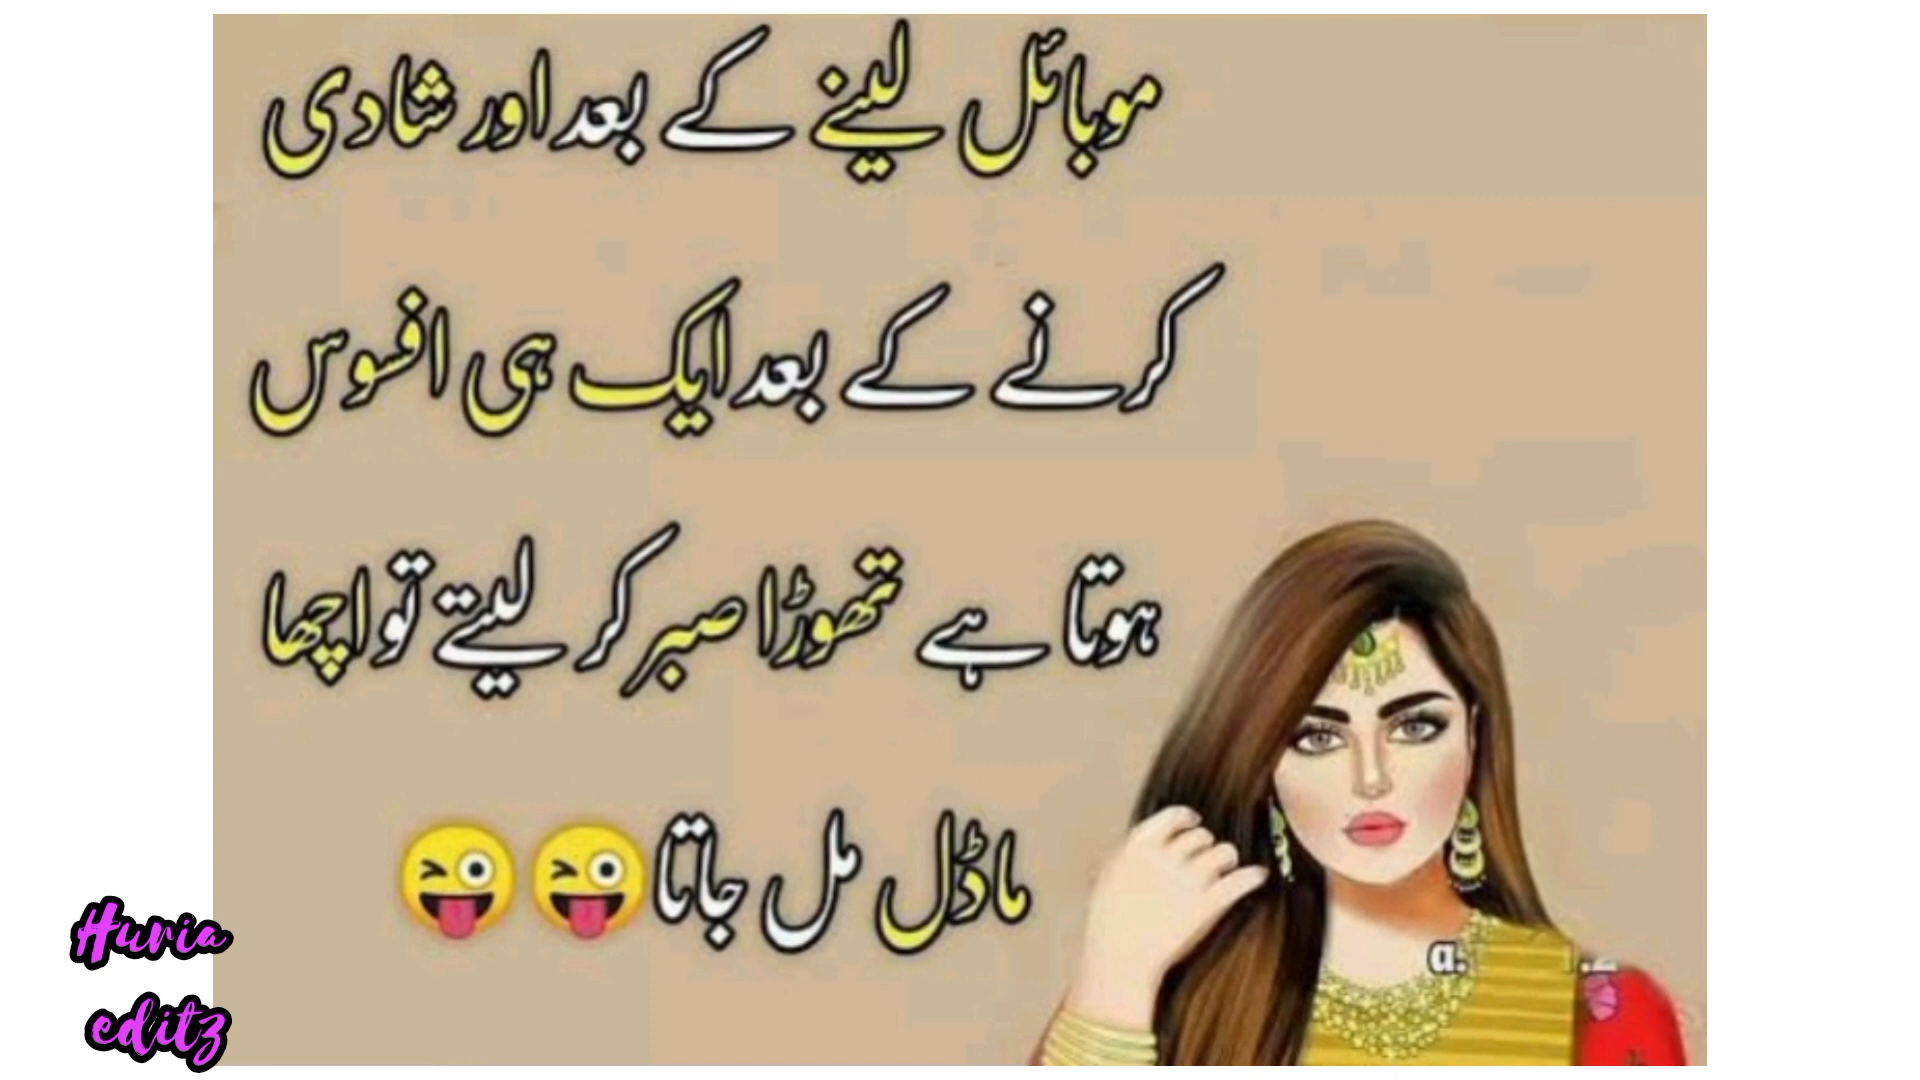 موبائل لینے کے بعد اور شادی
کرنے کے بعد ایک ہی افسوس
ہوتا ہے تھوڑا صبر کر لیتے تو اچھا
ماڈل مل جاتا😜😜
Huria
editz